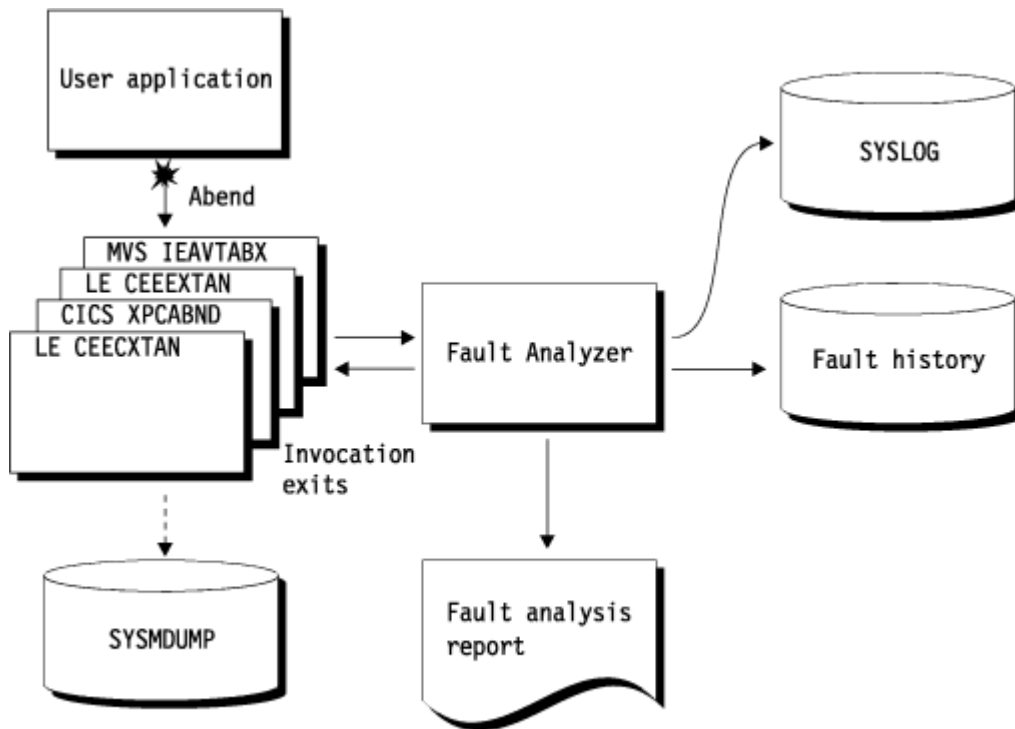 User application
Abend
MVS IEAVTABX
LE CEEEXTAN
CICS XPCABND
LE CEECXTAN
Invocation
exits
SYSMDUMP
Fault Analyzer
Fault analysis
report
SYSLOG
Fault history